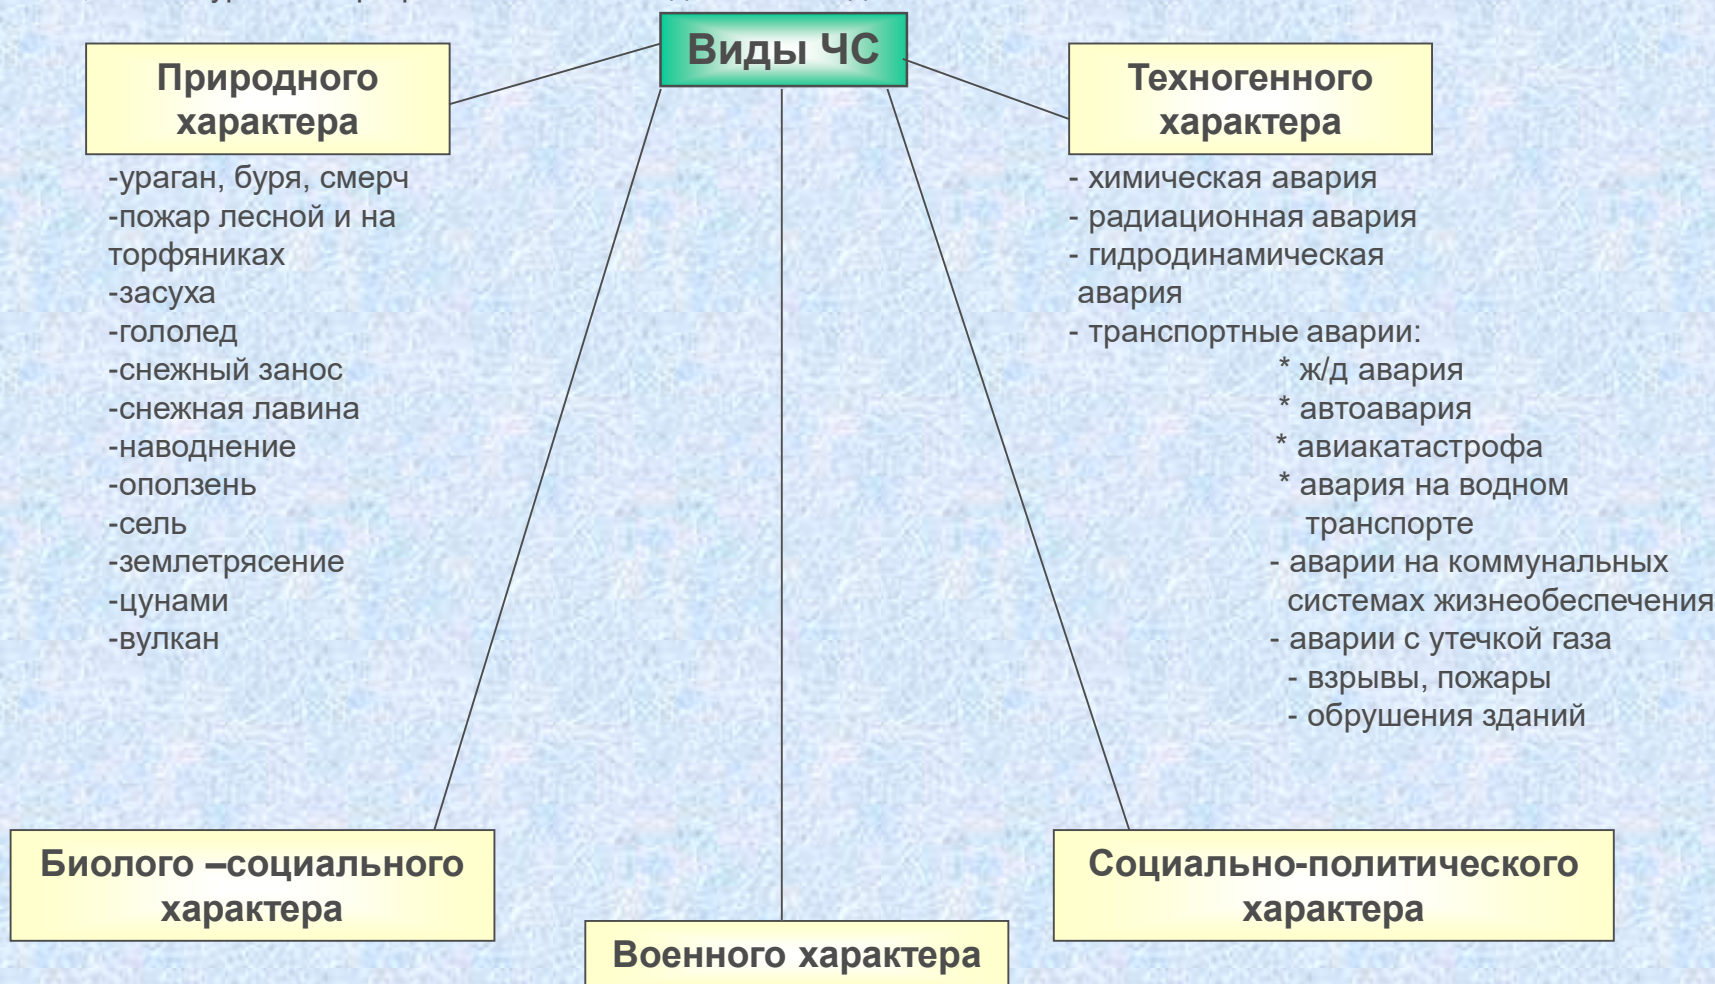 Виды ЧС
Природного
характера
-ураган, буря, смерч
-пожар лесной и на
торфяниках
-засуха
-гололед
-снежный занос
-снежная лавина
-наводнение
-оползень
-сель
-землетрясение
-цунами
-вулкан
Техногенного
характера
- химическая авария
- радиационная авария
- гидродинамическая
авария
- транспортные аварии:
* ж/д авария
* автоавария
* авиакатастрофа
* авария на водном
транспорте
- аварии на коммунальных
системах жизнеобеспечения
- аварии с утечкой газа
- взрывы, пожары
- обрушения зданий
Биолого –социального
характера
Военного характера
Социально-политического
характера